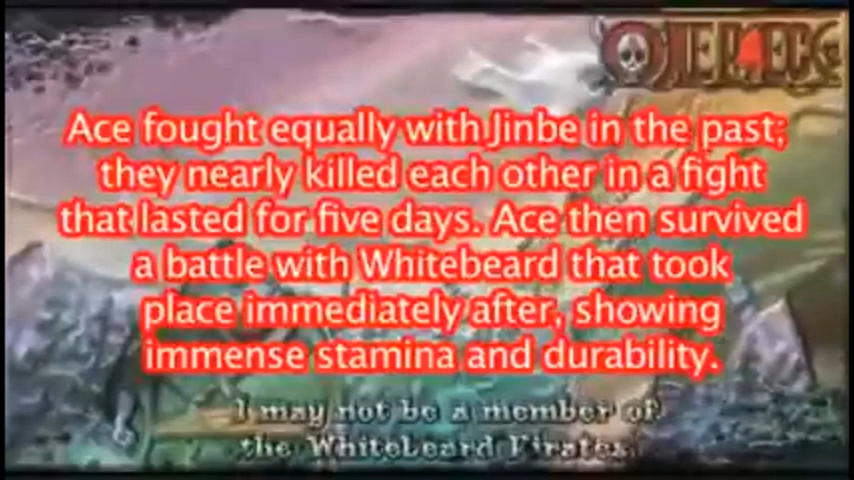 ONE PIECE
Ace fought equally with Jinbe in the past;
they nearly killed each other in a fight
that lasted for five days. Ace then survived
a battle with Whitebeard that took
place immediately after, showing
immense stamina and durability.
I may not be a member of
the Whitebeard Pirates,